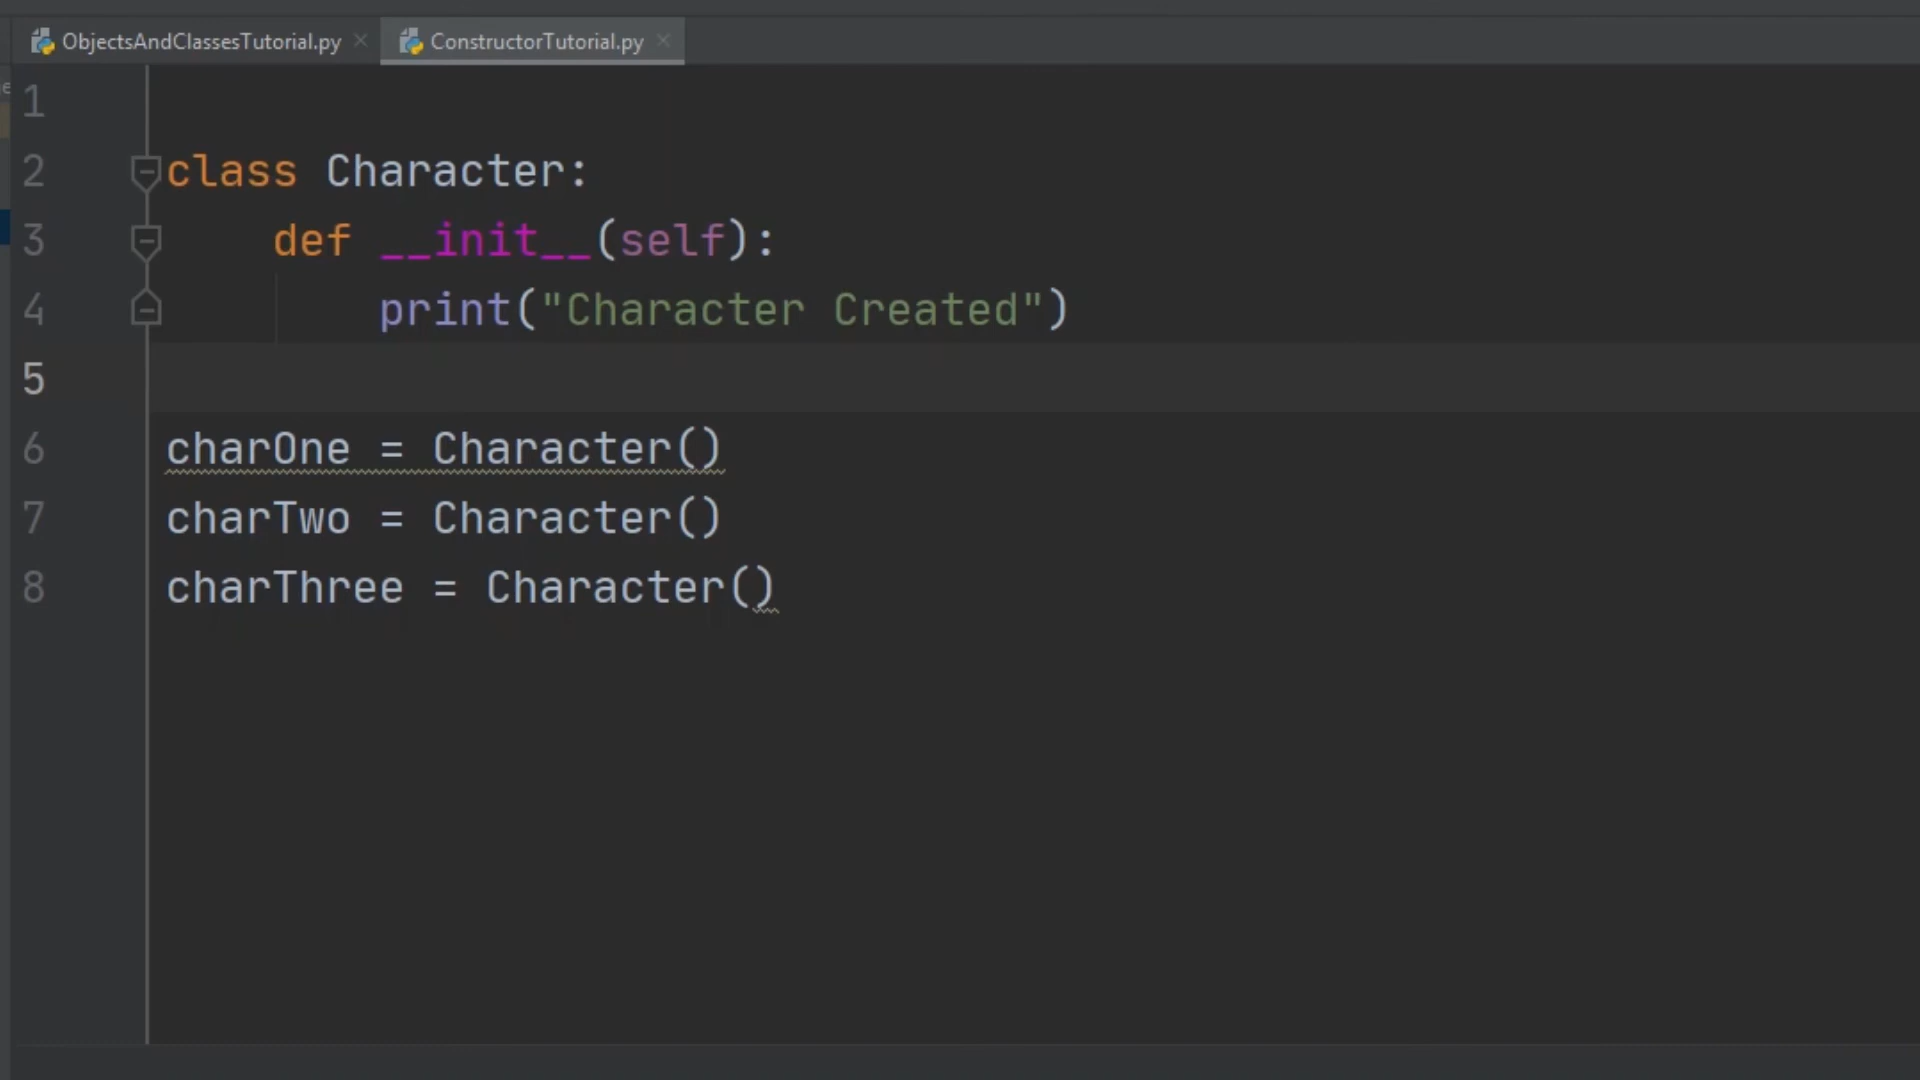 ObjectsAndClassesTutorial.py ConstructorTutorial.py
1
2 class Character:
3 def __init__(self):
4 print("Character Created")
5
6 charOne = Character()
7 charTwo = Character()
8 charThree = Character()